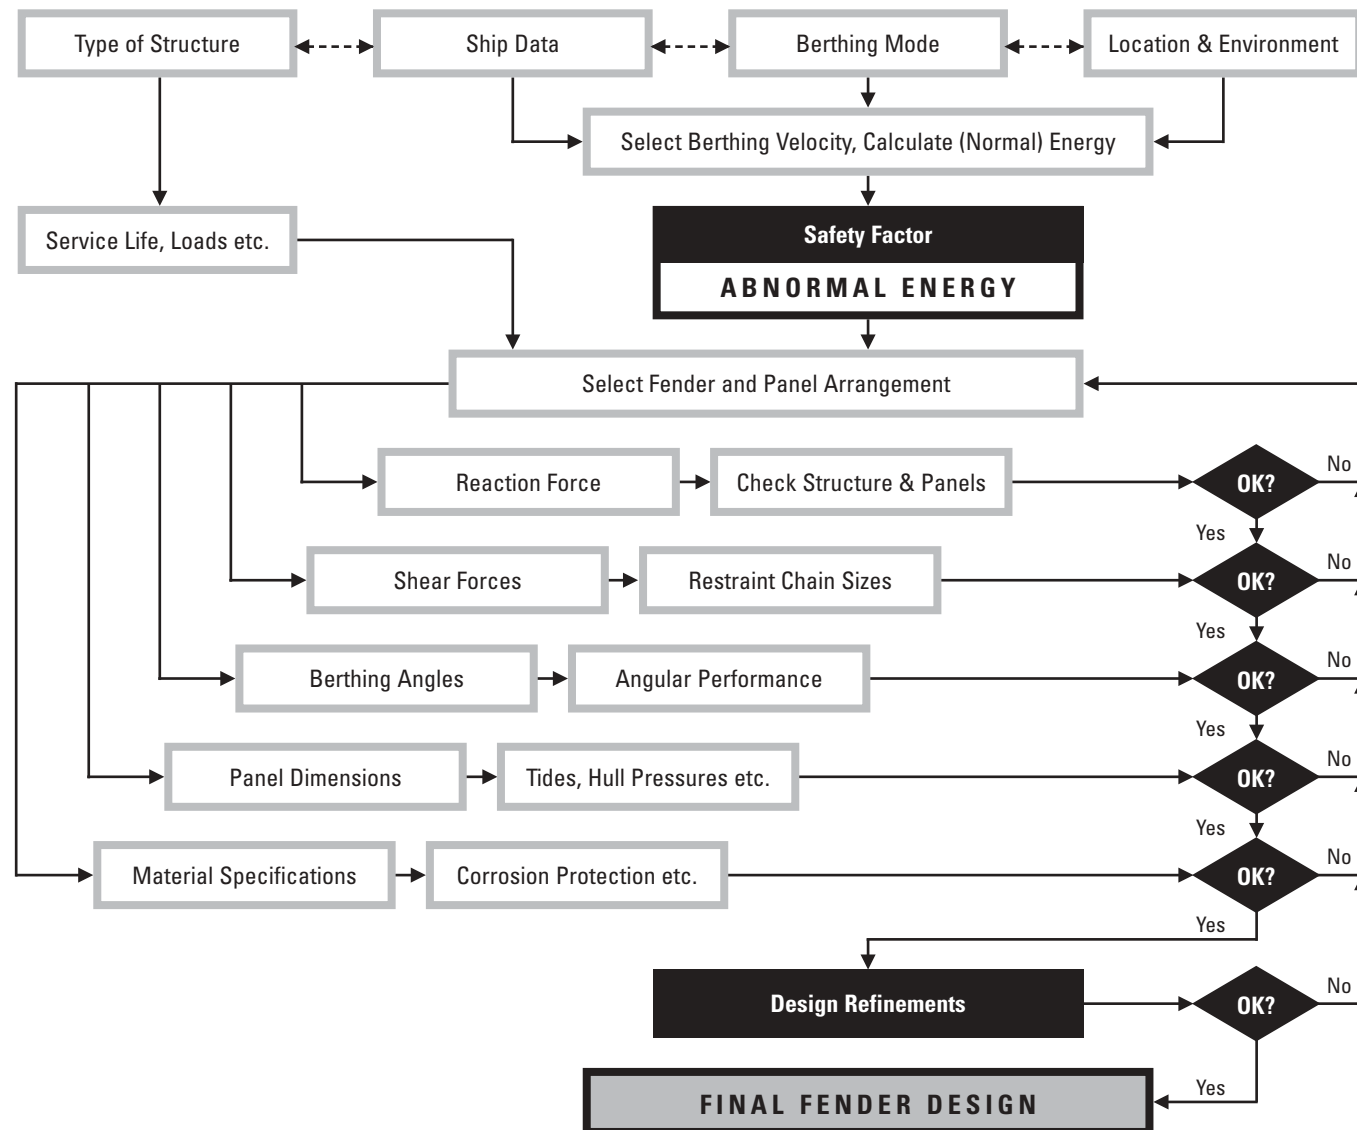 Type of Structure
Ship Data
Berthing Mode
Location & Environment
Select Berthing Velocity, Calculate (Normal) Energy
Service Life, Loads etc.
Safety Factor
ABNORMAL ENERGY
Select Fender and Panel Arrangement
Reaction Force
Check Structure & Panels
OK?
No
Yes
Shear Forces
Restraint Chain Sizes
OK?
No
Yes
Berthing Angles
Angular Performance
OK?
No
Yes
Panel Dimensions
Tides, Hull Pressures etc.
OK?
No
Yes
Material Specifications
Corrosion Protection etc.
OK?
No
Yes
Design Refinements
OK?
No
Yes
FINAL FENDER DESIGN